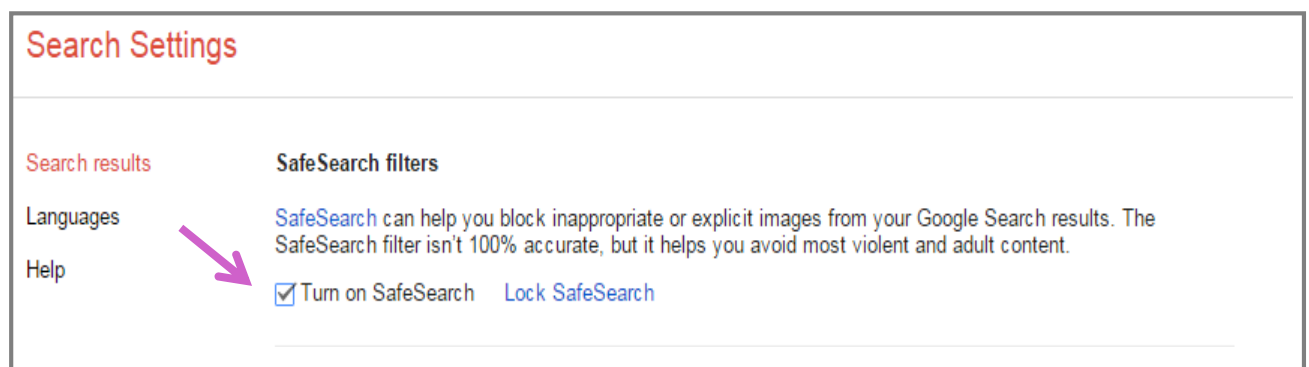 Search Settings
Search results
Languages
Help
SafeSearch filters
SafeSearch can help you block inappropriate or explicit images from your Google Search results. The
SafeSearch filter isn't 100% accurate, but it helps you avoid most violent and adult content.
Turn on SafeSearch Lock SafeSearch